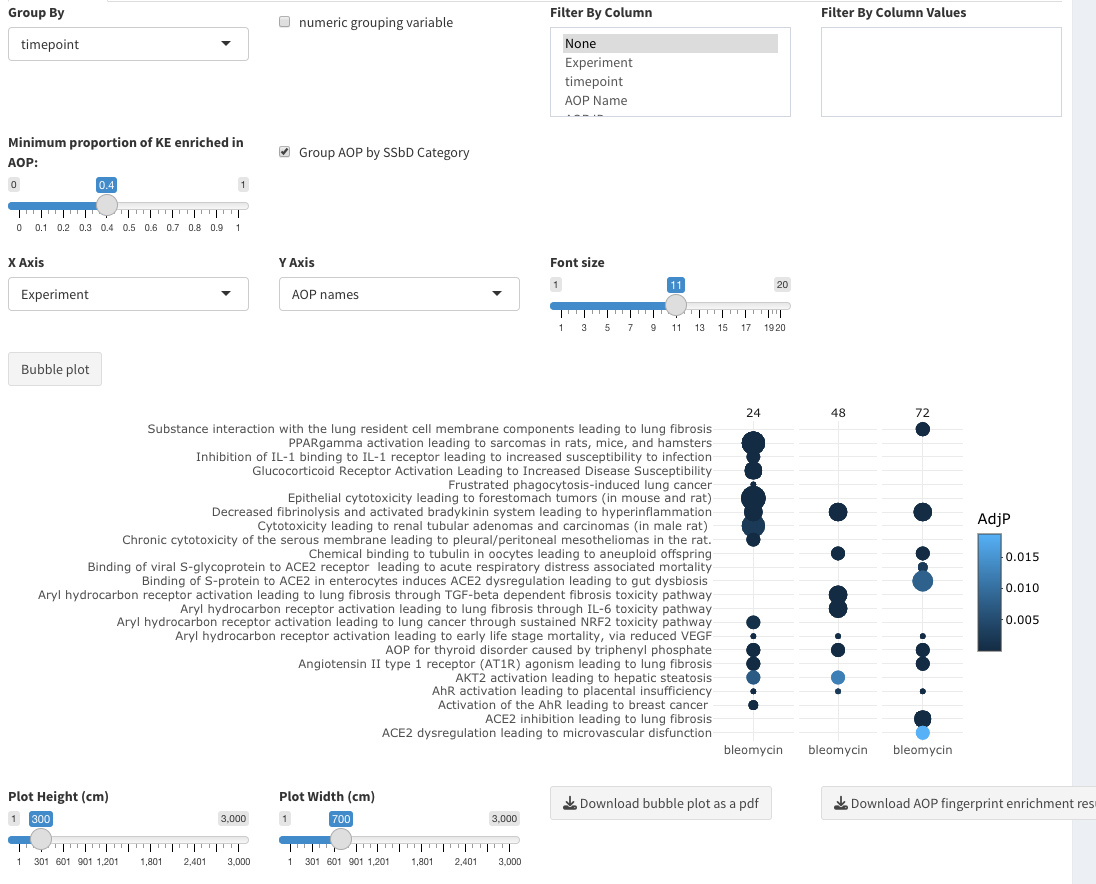 Group By
timepoint
numeric grouping variable
Filter By Column
None
Experiment
timepoint
AOP Name
Filter By Column Values
Minimum proportion of KE enriched in
AOP:
0 0.4 1
0 0.1 0.2 0.3 0.4 0.5 0.6 0.7 0.8 0.9 1
Group AOP by SSbD Category
X Axis
Experiment
Y Axis
AOP names
Font size
1 11 20
1 3 5 7 9 11 13 15 17 19 20
Bubble plot
24 48 72
Substance interaction with the lung resident cell membrane components leading to lung fibrosis
PPARgamma activation leading to sarcomas in rats, mice, and hamsters
Inhibition of IL-1 binding to IL-1 receptor leading to increased susceptibility to infection
Glucocorticoid Receptor Activation Leading to Increased Disease Susceptibility
Frustrated phagocytosis-induced lung cancer
Epithelial cytotoxicity leading to forestomach tumors (in mouse and rat)
Decreased fibrinolysis and activated bradykinin system leading to hyperinflammation
Cytotoxicity leading to renal tubular adenomas and carcinomas (in male rat)
Chronic cytotoxicity of the serous membrane leading to pleural/peritoneal mesotheliomas in the rat.
Chemical binding to tubulin in oocytes leading to aneuploid offspring
Binding of viral S-glycoprotein to ACE2 receptor leading to acute respiratory distress associated mortality
Binding of S-protein to ACE2 in enterocytes induces ACE2 dysregulation leading to gut dysbiosis
Aryl hydrocarbon receptor activation leading to lung fibrosis through TGF-beta dependent fibrosis toxicity pathway
Aryl hydrocarbon receptor activation leading to lung fibrosis through IL-6 toxicity pathway
Aryl hydrocarbon receptor activation leading to lung cancer through sustained NRF2 toxicity pathway
Aryl hydrocarbon receptor activation leading to early life stage mortality, via reduced VEGF
AOP for thyroid disorder caused by triphenyl phosphate
Angiotensin II type 1 receptor (AT1R) agonism leading to lung fibrosis
AKT2 activation leading to hepatic steatosis
AhR activation leading to placental insufficiency
Activation of the AhR leading to breast cancer
ACE2 inhibition leading to lung fibrosis
ACE2 dysregulation leading to microvascular disfunction
bleomycin bleomycin bleomycin
AdjP
0.015
0.010
0.005
Plot Height (cm)
1 300 3,000
1 301 601 901 1,201 1,801 2,401 3,000
Plot Width (cm)
1 700 3,000
1 301 601 901 1,201 1,801 2,401 3,000
Download bubble plot as a pdf
Download AOP fingerprint enrichment